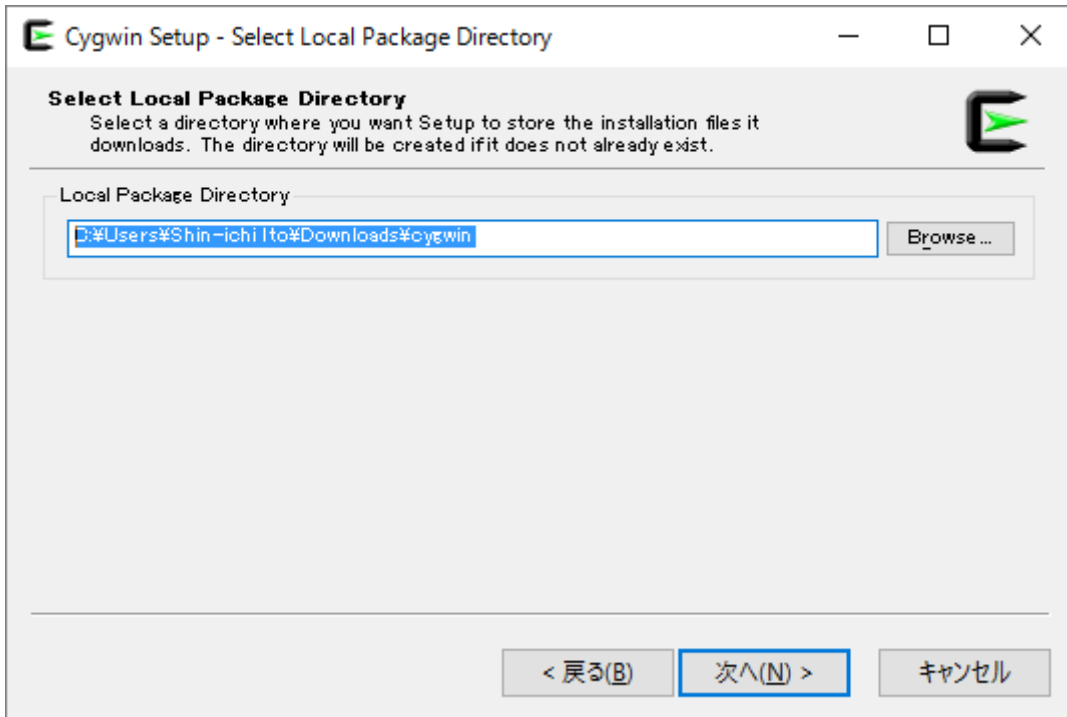 Cygwin Setup - Select Local Package Directory
Select Local Package Directory
Select a directory where you want Setup to store the installation files it
downloads. The directory will be created if it does not already exist.
Local Package Directory
D:¥Users¥Shin-ichi Ito¥Downloads¥cygwin
Browse...
< 戻る(B)
次へ(N) >
キャンセル